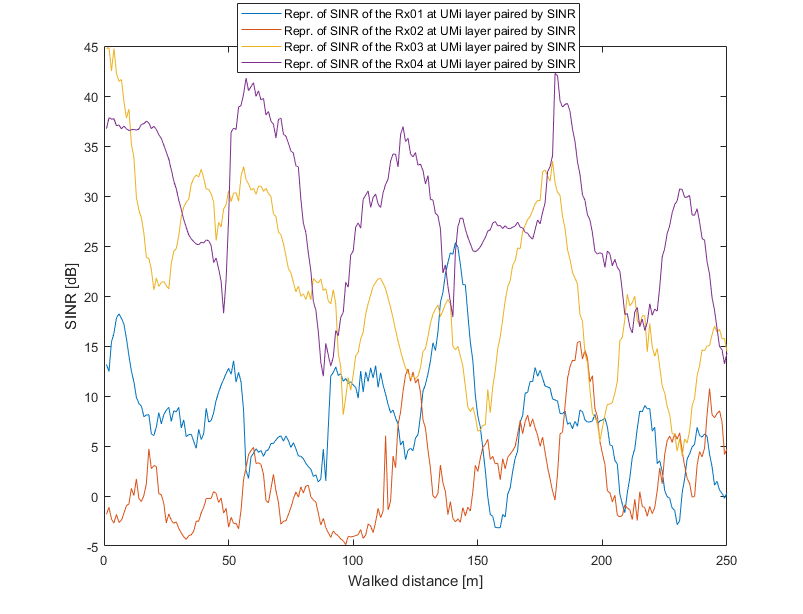 Repr. of SINR of the Rx01 at UMi layer paired by SINR
Repr. of SINR of the Rx02 at UMi layer paired by SINR
Repr. of SINR of the Rx03 at UMi layer paired by SINR
Repr. of SINR of the Rx04 at UMi layer paired by SINR
45
40
35
30
25
20
15
10
5
0
-5
SINR [dB]
0 50 100 150 200 250
Walked distance [m]